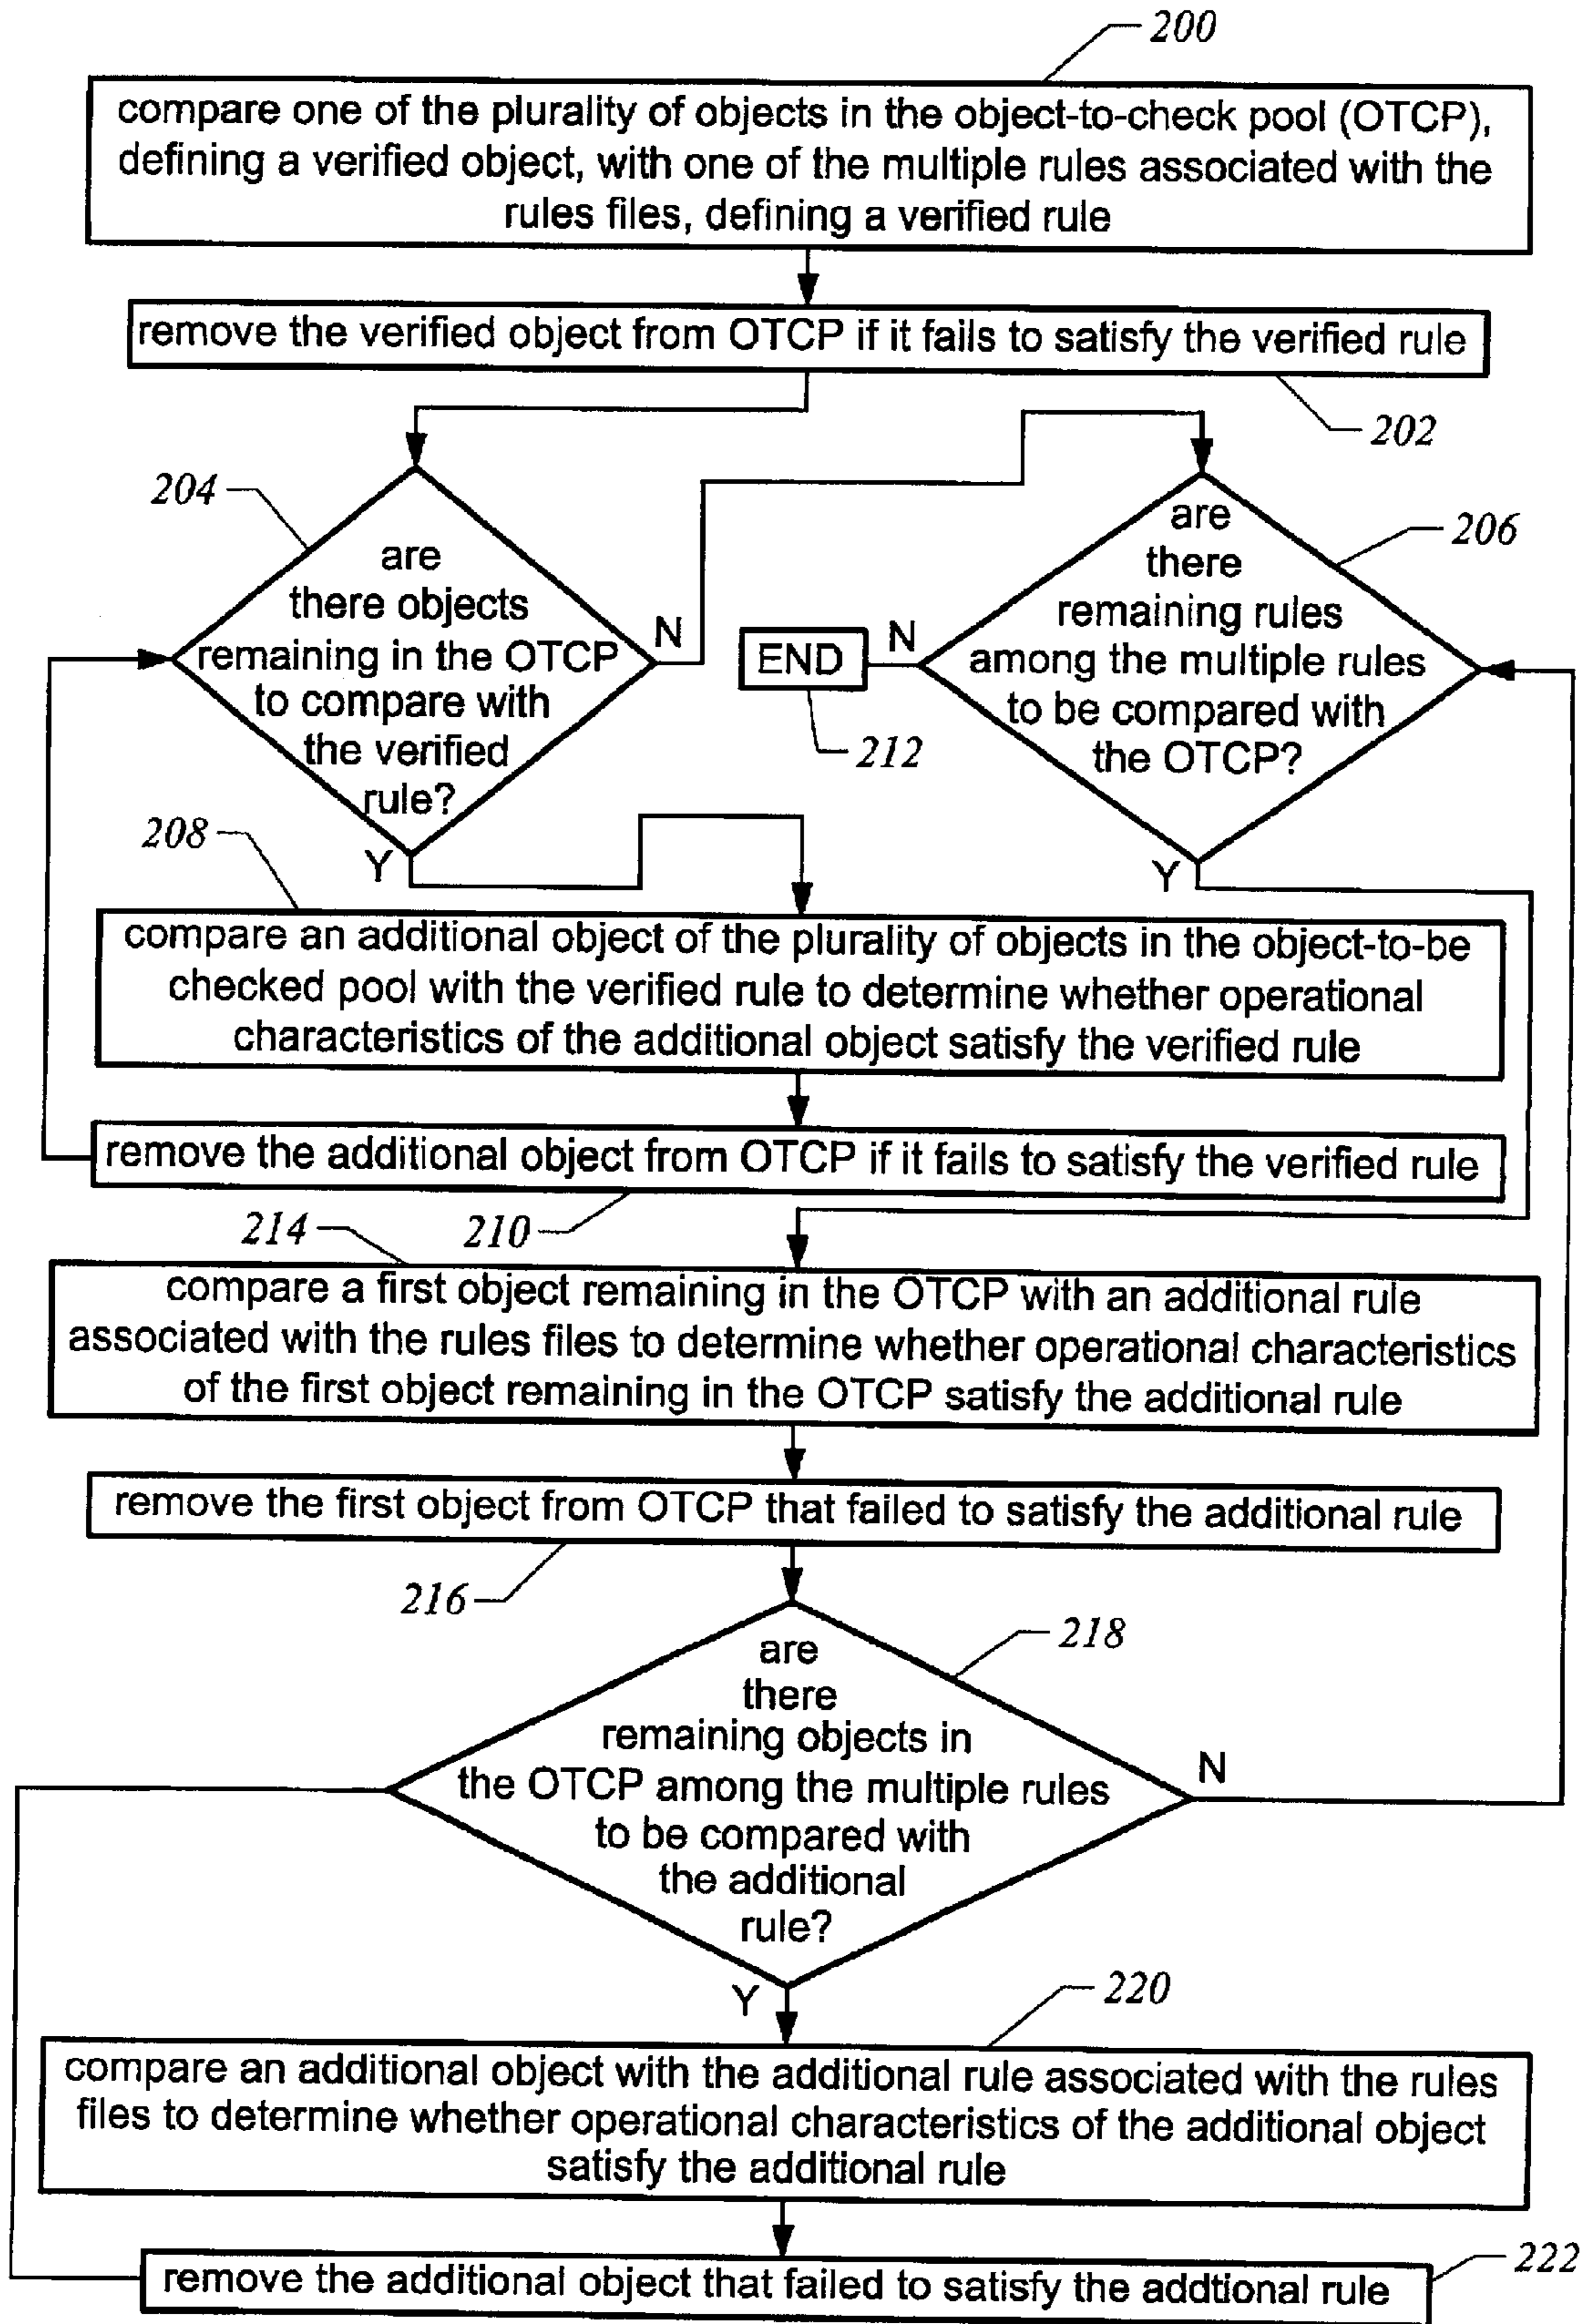 200
compare one of the plurality of objects in the object-to-check pool (OTCP),
defining a verified object, with one of the multiple rules associated with the
rules files, defining a verified rule
remove the verified object from OTCP if it fails to satisfy the verified rule
202
204
are
there objects
remaining in the OTCP
to compare with
the verified
rule?
N
Y
206
are
there
remaining rules
among the multiple rules
to be compared with
the OTCP?
N
Y
END
212
208
compare an additional object of the plurality of objects in the object-to-be
checked pool with the verified rule to determine whether operational
characteristics of the additional object satisfy the verified rule
remove the additional object from OTCP if it fails to satisfy the verified rule
210
214
compare a first object remaining in the OTCP with an additional rule
associated with the rules files to determine whether operational characteristics
of the first object remaining in the OTCP satisfy the additional rule
remove the first object from OTCP that failed to satisfy the additional rule
216
218
are
there
remaining objects in
the OTCP among the multiple rules
to be compared with
the additional
rule?
N
Y
220
compare an additional object with the additional rule associated with the rules
files to determine whether operational characteristics of the additional object
satisfy the additional rule
remove the additional object that failed to satisfy the addtional rule
222